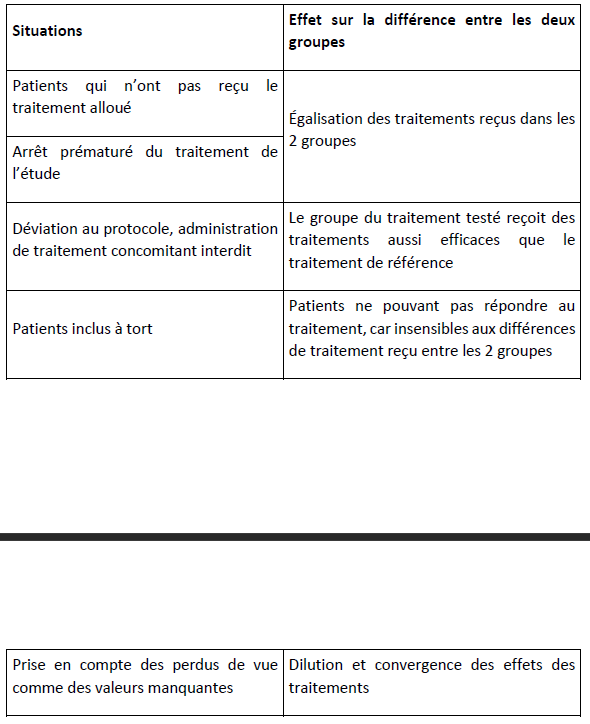 Situations
Effet sur la différence entre les deux
groupes
Patients qui n’ont pas reçu le
traitement alloué
Égalisation des traitements reçus dans les
2 groupes
Arrêt prématuré du traitement de
l’étude
Déviation au protocole, administration
de traitement concomitant interdit
Le groupe du traitement testé reçoit des
traitements aussi efficaces que le
traitement de référence
Patients inclus à tort
Patients ne pouvant pas répondre au
traitement, car insensibles aux différences
de traitement reçu entre les 2 groupes
Prise en compte des perdus de vue
comme des valeurs manquantes
Dilution et convergence des effets des
traitements